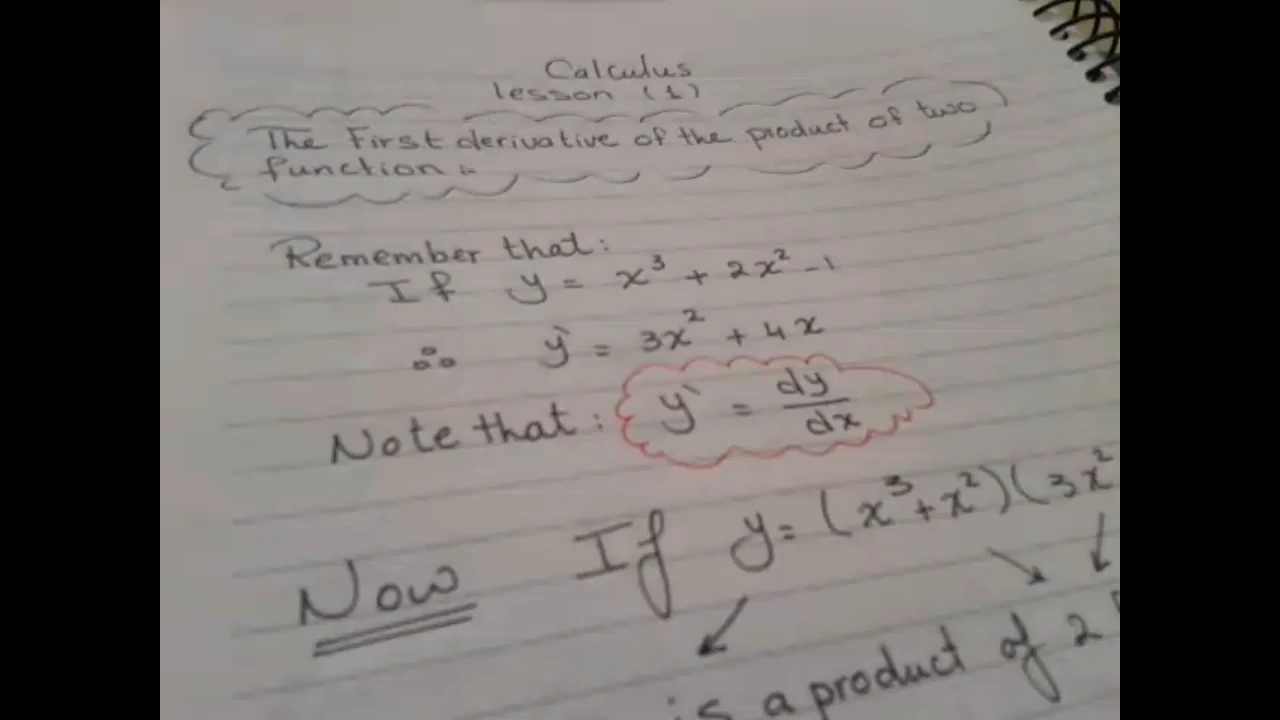 Calculus
lesson (1)
The First derivative of the product of two
function :-
Remember that:
If y = x³ + 2x² - 1
∴ y` = 3x² + 4x
Note that: y` = dy/dx
Now If y = (x³+x²)(3x²
is a product of 2